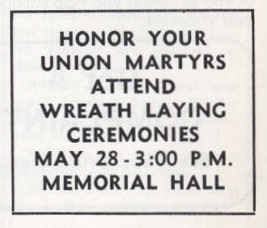 HONOR YOUR
UNION MARTYRS
ATTEND
WREATH LAYING
CEREMONIES
MAY 28 - 3:00 P.M.
MEMORIAL HALL